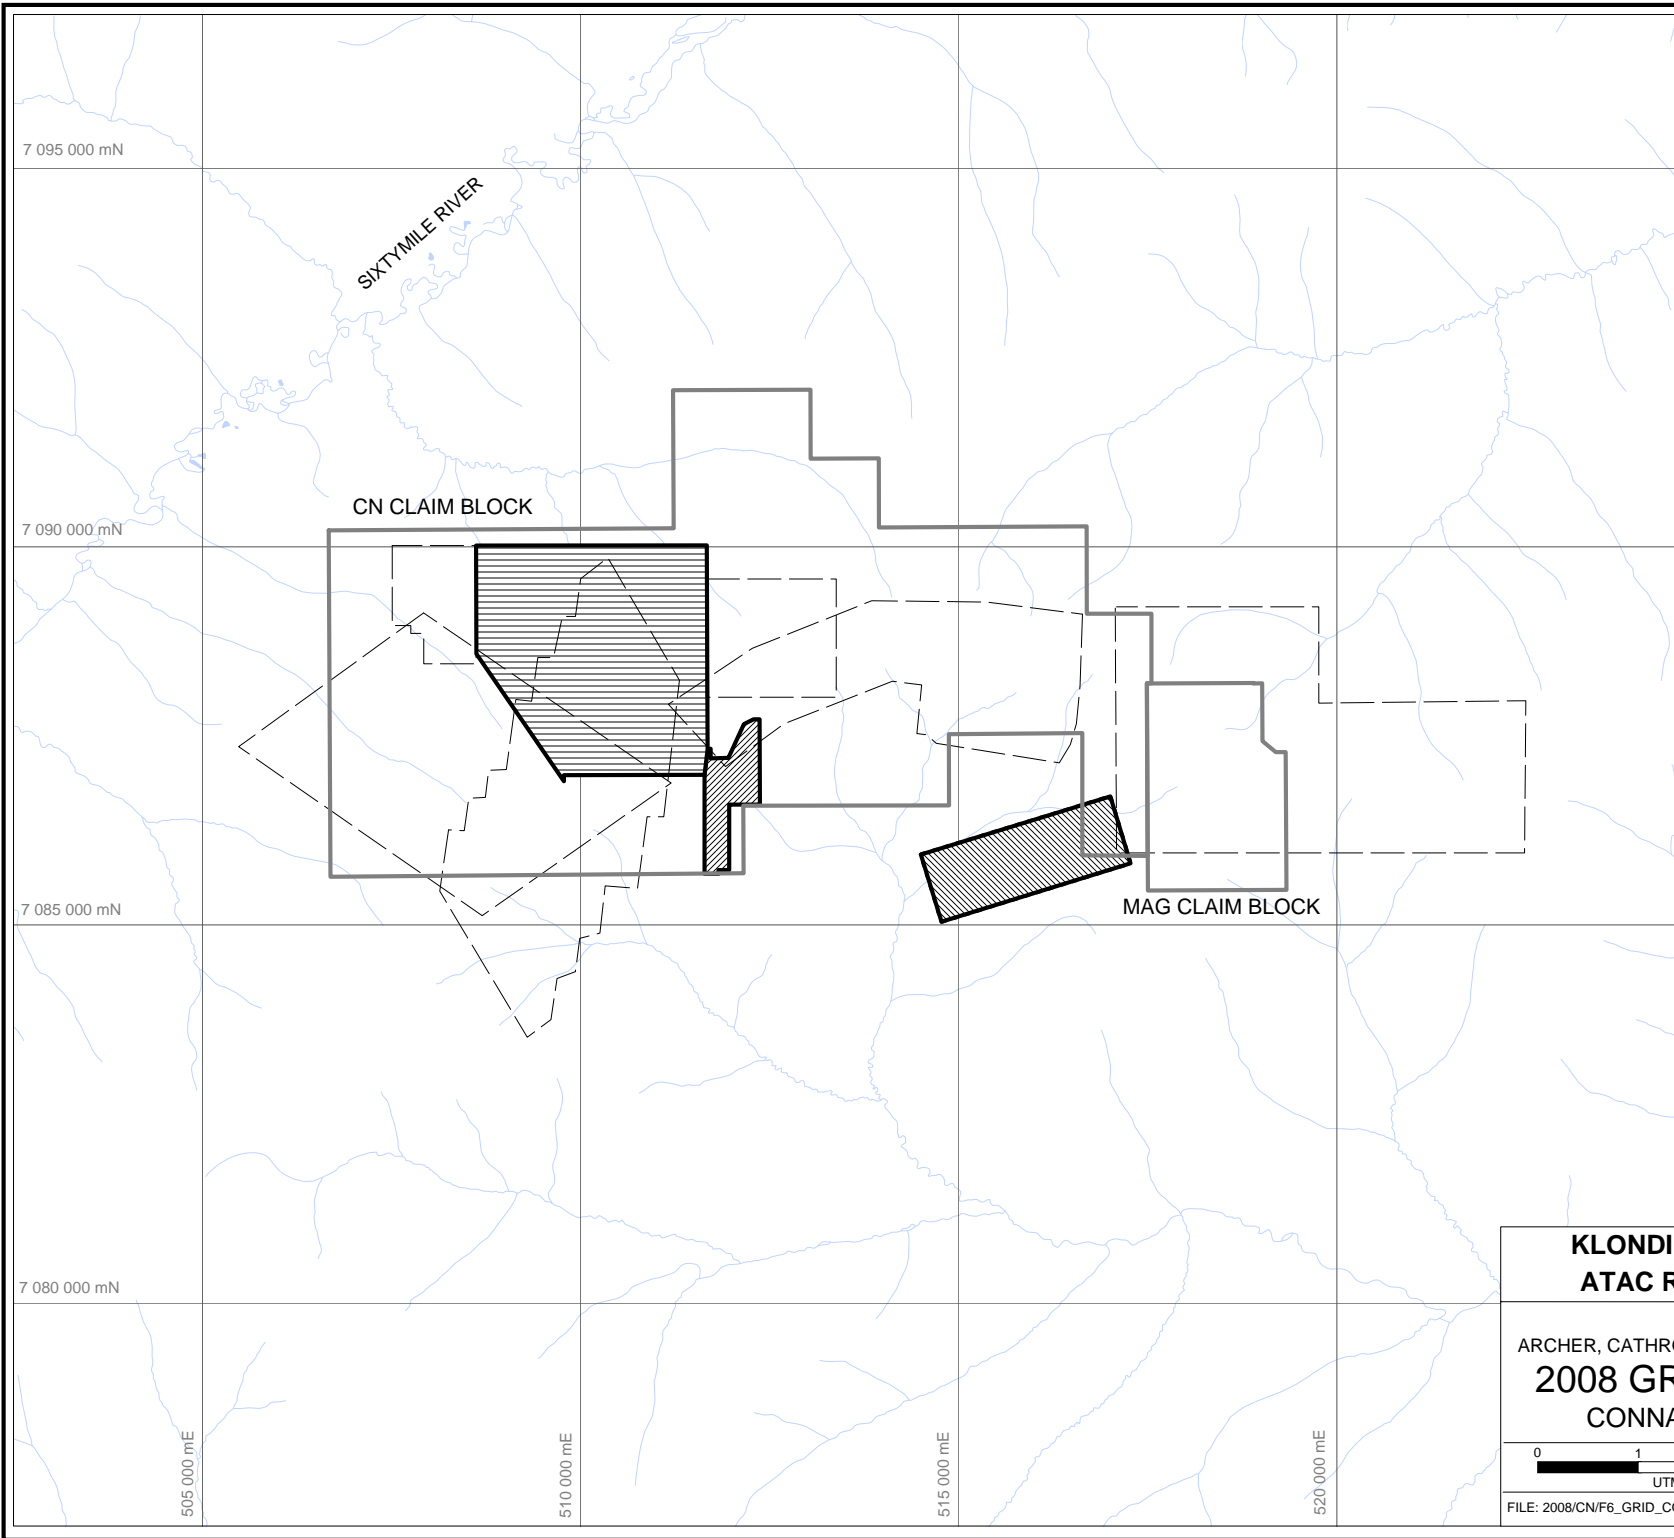 7 095 000 mN
SIXTYMILE RIVER
CN CLAIM BLOCK
7 090 000 mN
7 085 000 mN
MAG CLAIM BLOCK
7 080 000 mN
505 000 mE
510 000 mE
515 000 mE
520 000 mE
KLONDI
ATAC R
ARCHER, CATHR
2008 GR
CONNA
0 1
UTM
FILE: 2008/CN/F6_GRID_CO